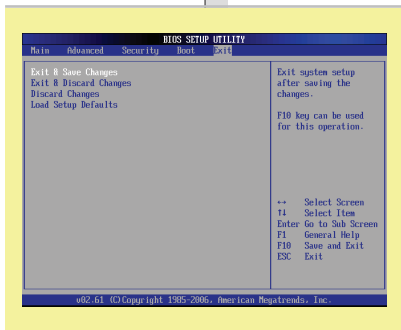 BIOS SETUP UTILITY
Main Advanced Security Boot Exit
Exit & Save Changes
Exit & Discard Changes
Discard Changes
Load Setup Defaults
Exit system setup
after saving the
changes.
F10 key can be used
for this operation.
↔ Select Screen
↑↓ Select Item
Enter Go to Sub Screen
F1 General Help
F10 Save and Exit
ESC Exit
v02.61 (C)Copyright 1985-2006, American Megatrends, Inc.